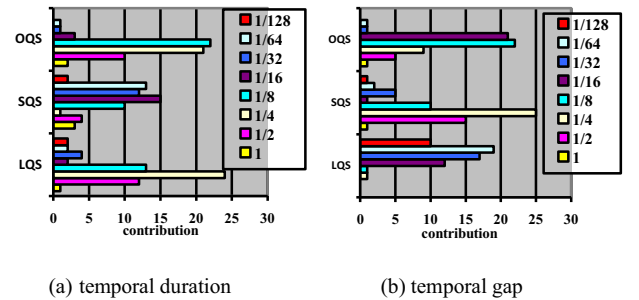 OQS
SQS
LQS
0 5 10 15 20 25 30
contribution
1/128
1/64
1/32
1/16
1/8
1/4
1/2
1
(a) temporal duration
OQS
SQS
LQS
0 5 10 15 20 25 30
contribution
1/128
1/64
1/32
1/16
1/8
1/4
1/2
1
(b) temporal gap